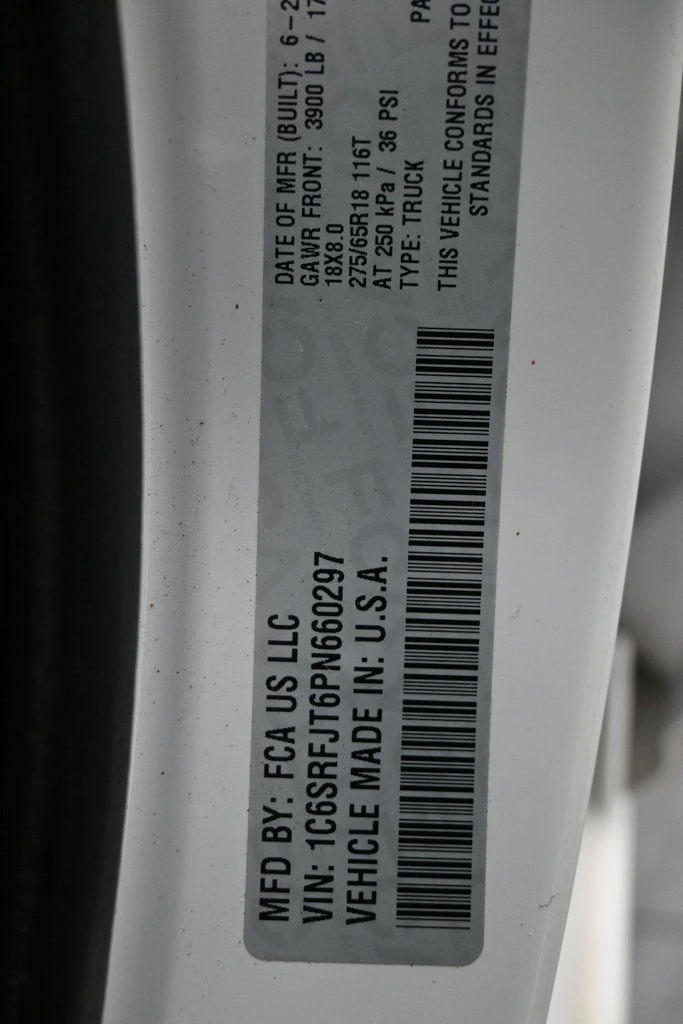 MFD BY: FCA US LLC
VIN: 1C6SRFJT6PN660297
VEHICLE MADE IN: U.S.A.
DATE OF MFR (BUILT): 6-2
GAWR FRONT: 3900 LB / 17
18X8.0
275/65R18 116T
AT 250 kPa / 36 PSI
TYPE: TRUCK
PA
THIS VEHICLE CONFORMS TO
STANDARDS IN EFFEC